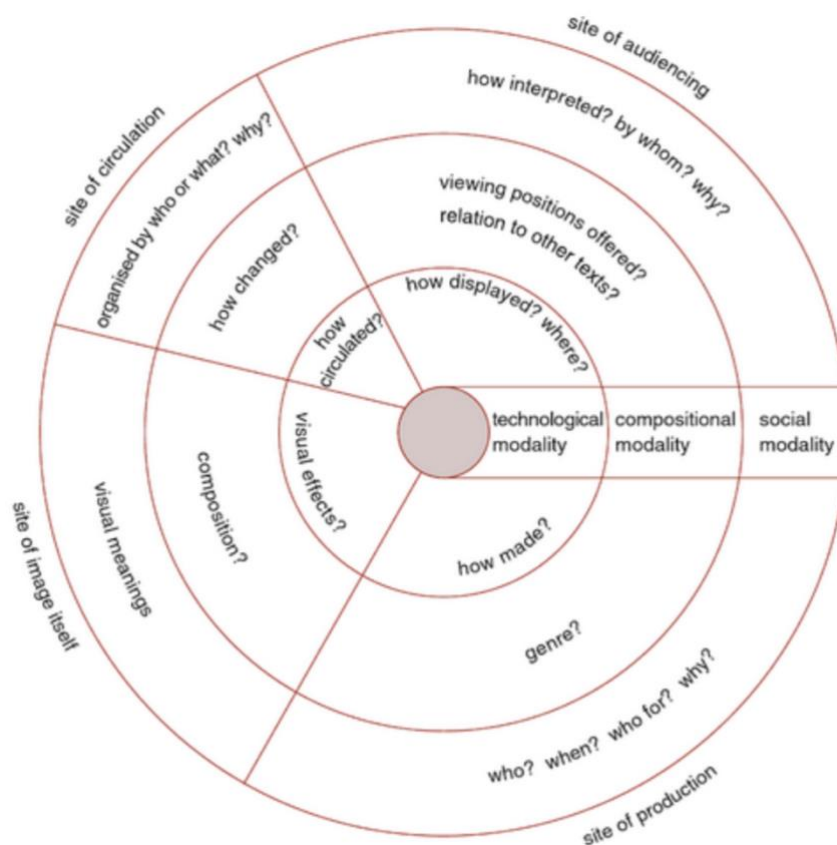 site of audiencing
how interpreted? by whom? why?
viewing positions offered?
relation to other texts?
how displayed? where?
site of circulation
organised by who or what? why?
how changed?
how
circulated?
technological
modality
compositional
modality
social
modality
site of image itself
visual meanings
composition?
visual effects?
how made?
genre?
who? when? who for? why?
site of production